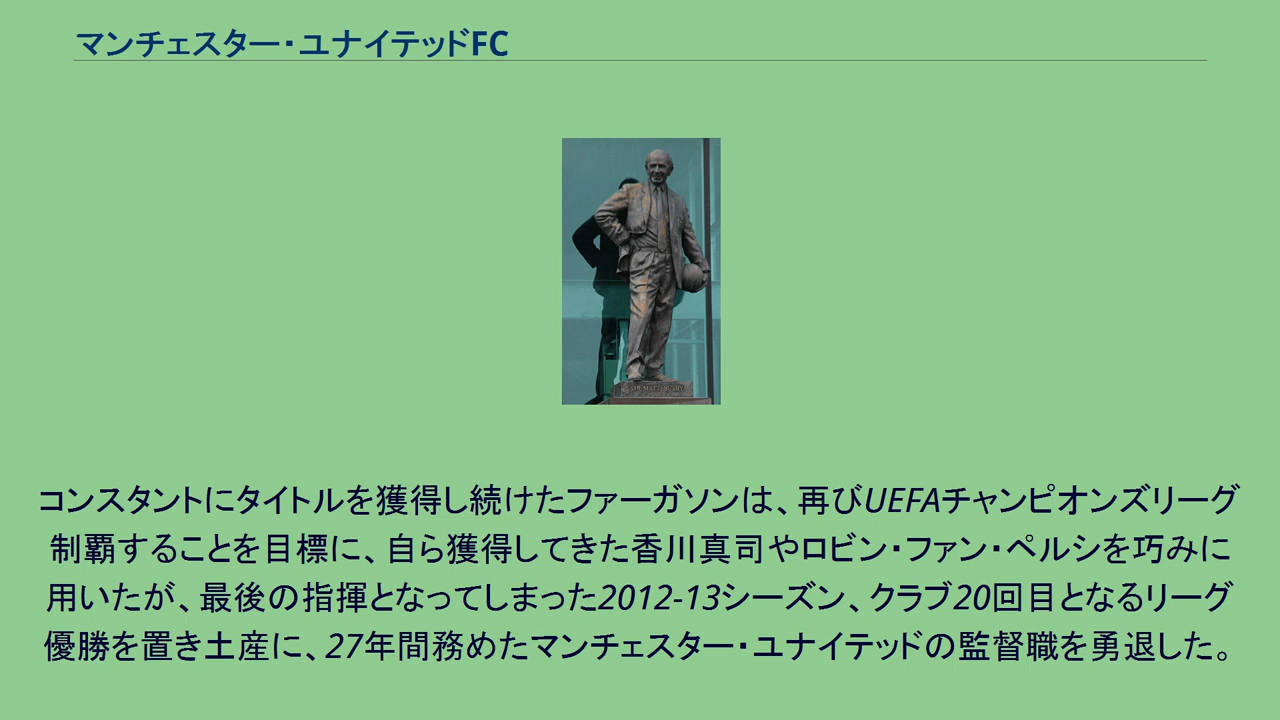 マンチェスター・ユナイテッドFC
SIR MATT BUSBY
コンスタントにタイトルを獲得し続けたファーガソンは、再びUEFAチャンピオンズリーグ
制覇することを目標に、自ら獲得してきた香川真司やロビン・ファン・ペルシを巧みに
用いたが、最後の指揮となってしまった2012-13シーズン、クラブ20回目となるリーグ
優勝を置き土産に、27年間務めたマンチェスター・ユナイテッドの監督職を勇退した。